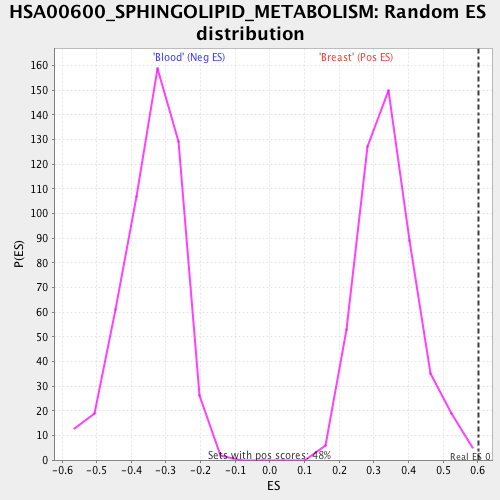 HSA00600_SPHINGOLIPID_METABOLISM: Random ES
distribution
'Blood' (Neg ES)
'Breast' (Pos ES)
160
150
140
130
120
110
100
90
80
70
60
50
40
30
20
10
0
P(ES)
Sets with pos scores: 48%
Real ES 0
-0.6 -0.5 -0.4 -0.3 -0.2 -0.1 0.0 0.1 0.2 0.3 0.4 0.5 0.6
ES